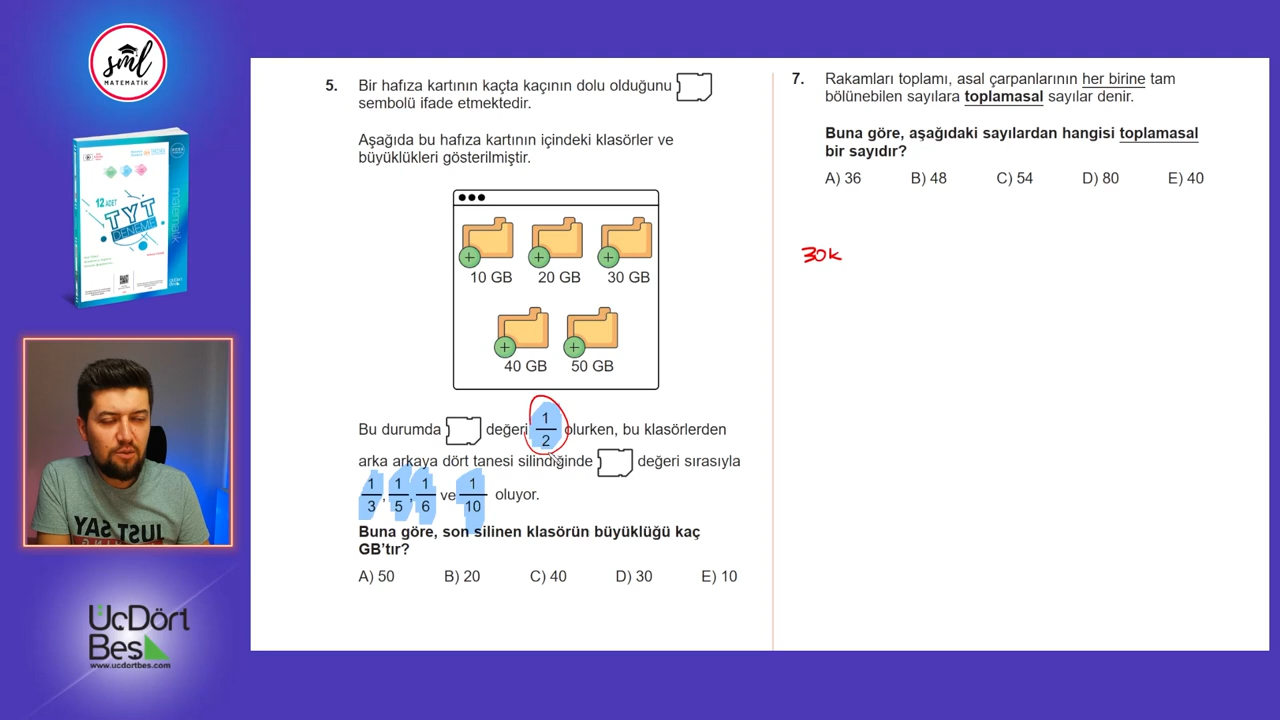 sml
MATEMATİK
12 ADET
TYT
DENEME
matematik
ÜçDört
Beş
www.ucdortbes.com
5. Bir hafıza kartının kaçta kaçının dolu olduğunu
sembolü ifade etmektedir.
Aşağıda bu hafıza kartının içindeki klasörler ve
büyüklükleri gösterilmiştir.
10 GB 20 GB 30 GB
40 GB 50 GB
Bu durumda değeri 1/2 olurken, bu klasörlerden
arka arkaya dört tanesi silindiğinde değeri sırasıyla
1/3, 1/5, 1/6 ve 1/10 oluyor.
Buna göre, son silinen klasörün büyüklüğü kaç
GB'tır?
A) 50 B) 20 C) 40 D) 30 E) 10
7. Rakamları toplamı, asal çarpanlarının her birine tam
bölünebilen sayılara toplamasal sayılar denir.
Buna göre, aşağıdaki sayılardan hangisi toplamasal
bir sayıdır?
A) 36 B) 48 C) 54 D) 80 E) 40
30k